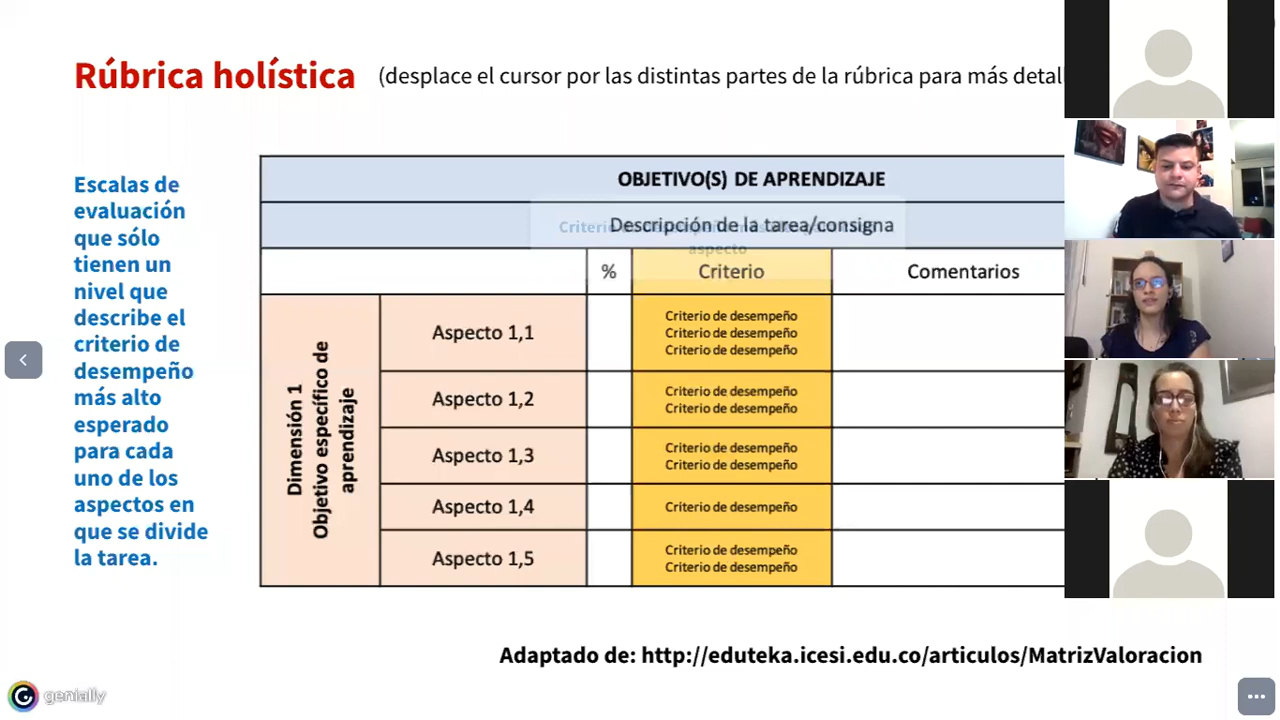 Rúbrica holística (desplace el cursor por las distintas partes de la rúbrica para más detall
Escalas de
evaluación
que sólo
tienen un
nivel que
describe el
criterio de
desempeño
más alto
esperado
para cada
uno de los
aspectos en
que se divide
la tarea.
OBJETIVO(S) DE APRENDIZAJE
Descripción de la tarea/consigna
aspecto
% Criterio Comentarios
Dimensión 1
Objetivo específico de
aprendizaje
Aspecto 1,1
Criterio de desempeño
Criterio de desempeño
Criterio de desempeño
Aspecto 1,2
Criterio de desempeño
Criterio de desempeño
Aspecto 1,3
Criterio de desempeño
Criterio de desempeño
Aspecto 1,4
Criterio de desempeño
Aspecto 1,5
Criterio de desempeño
Criterio de desempeño
Adaptado de: http://eduteka.icesi.edu.co/articulos/MatrizValoracion
genially